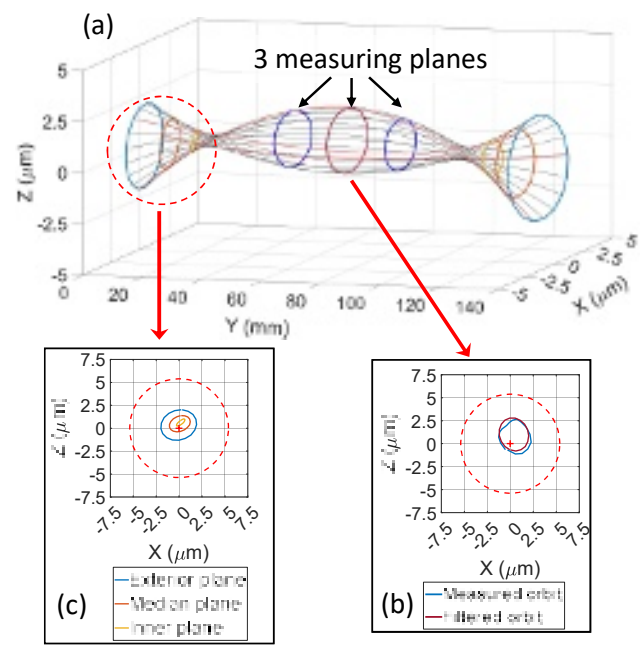 (a)
3 measuring planes
5
2.5
0
-2.5
-5
Z (μm)
0 20 40 60 80 100 120 140
Y (mm)
-5 -2.5 0 2.5 5
X (μm)
7.5
5
2.5
0
-2.5
-5
-7.5
Z (μm)
-7.5 -5 -2.5 0 2.5 5 7.5
X (μm)
Exterior plane
Median plane
Inner plane
(c)
7.5
5
2.5
0
-2.5
-5
-7.5
Z (μm)
-7.5 -5 -2.5 0 2.5 5 7.5
X (μm)
Measured orbit
Filtered orbit
(b)